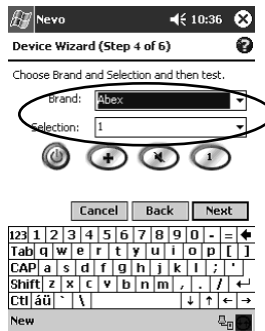 Nevo 10:36
Device Wizard (Step 4 of 6) ?
Choose Brand and Selection and then test.
Brand: Abex
Selection: 1
1
Cancel Back Next
123 1 2 3 4 5 6 7 8 9 0 - = 
Tab q w e r t y u i o p [ ]
CAP a s d f g h j k l ; '
Shift z x c v b n m , . /
Ctl áü ` \ ↓ ↑ ← →
New